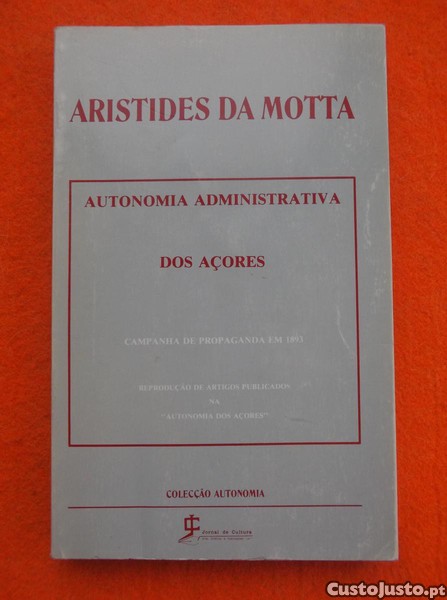 ARISTIDES DA MOTTA
AUTONOMIA ADMINISTRATIVA
DOS AÇORES
CAMPANHA DE PROPAGANDA EM 1893
REPRODUCÇÃO DE ARTIGOS PUBLICADOS
NA
"AUTONOMIA DOS AÇORES"
COLECÇÃO AUTONOMIA
Jornal de Cultura
CustoJusto.pt